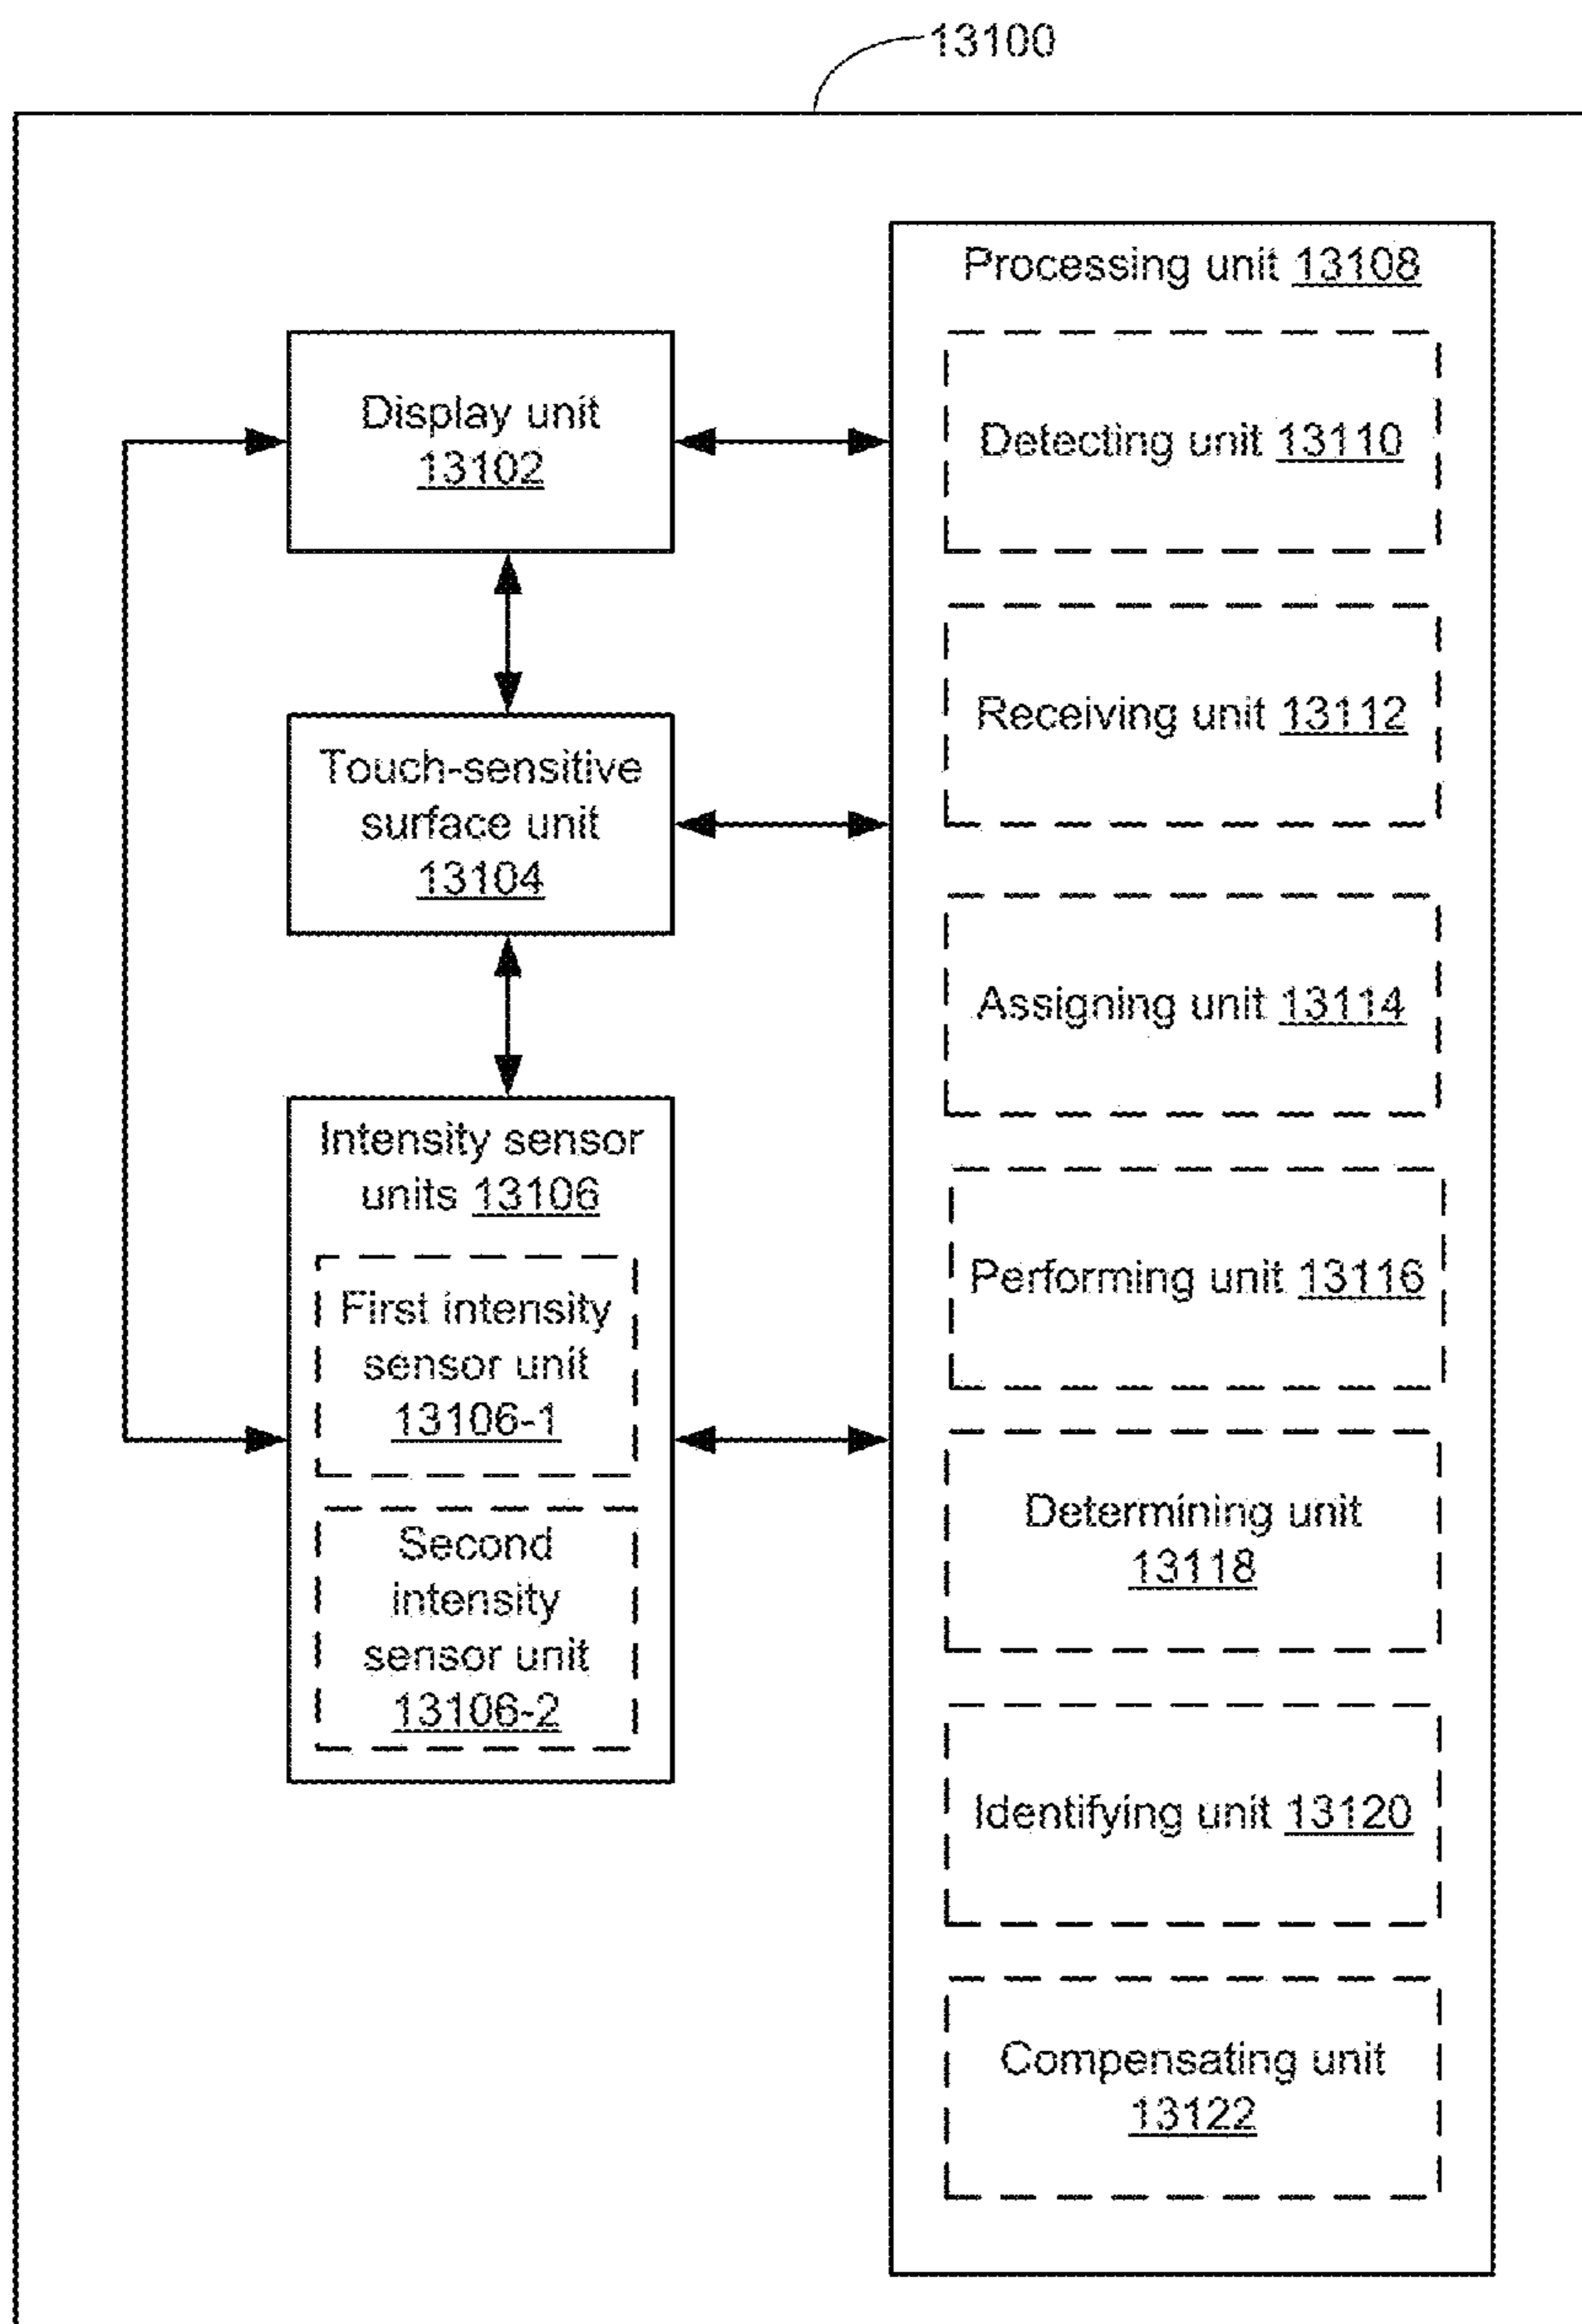 13100
Processing unit 13108
Display unit
13102
Detecting unit 13110
Receiving unit 13112
Touch-sensitive
surface unit
13104
Assigning unit 13114
Intensity sensor
units 13106
First intensity
sensor unit
13106-1
Second
intensity
sensor unit
13106-2
Performing unit 13116
Determining unit
13118
Identifying unit 13120
Compensating unit
13122